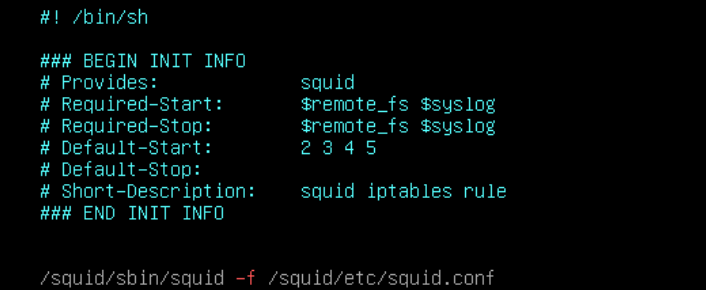 #! /bin/sh
### BEGIN INIT INFO
# Provides: squid
# Required-Start: $remote_fs $syslog
# Required-Stop: $remote_fs $syslog
# Default-Start: 2 3 4 5
# Default-Stop:
# Short-Description: squid iptables rule
### END INIT INFO
/squid/sbin/squid -f /squid/etc/squid.conf